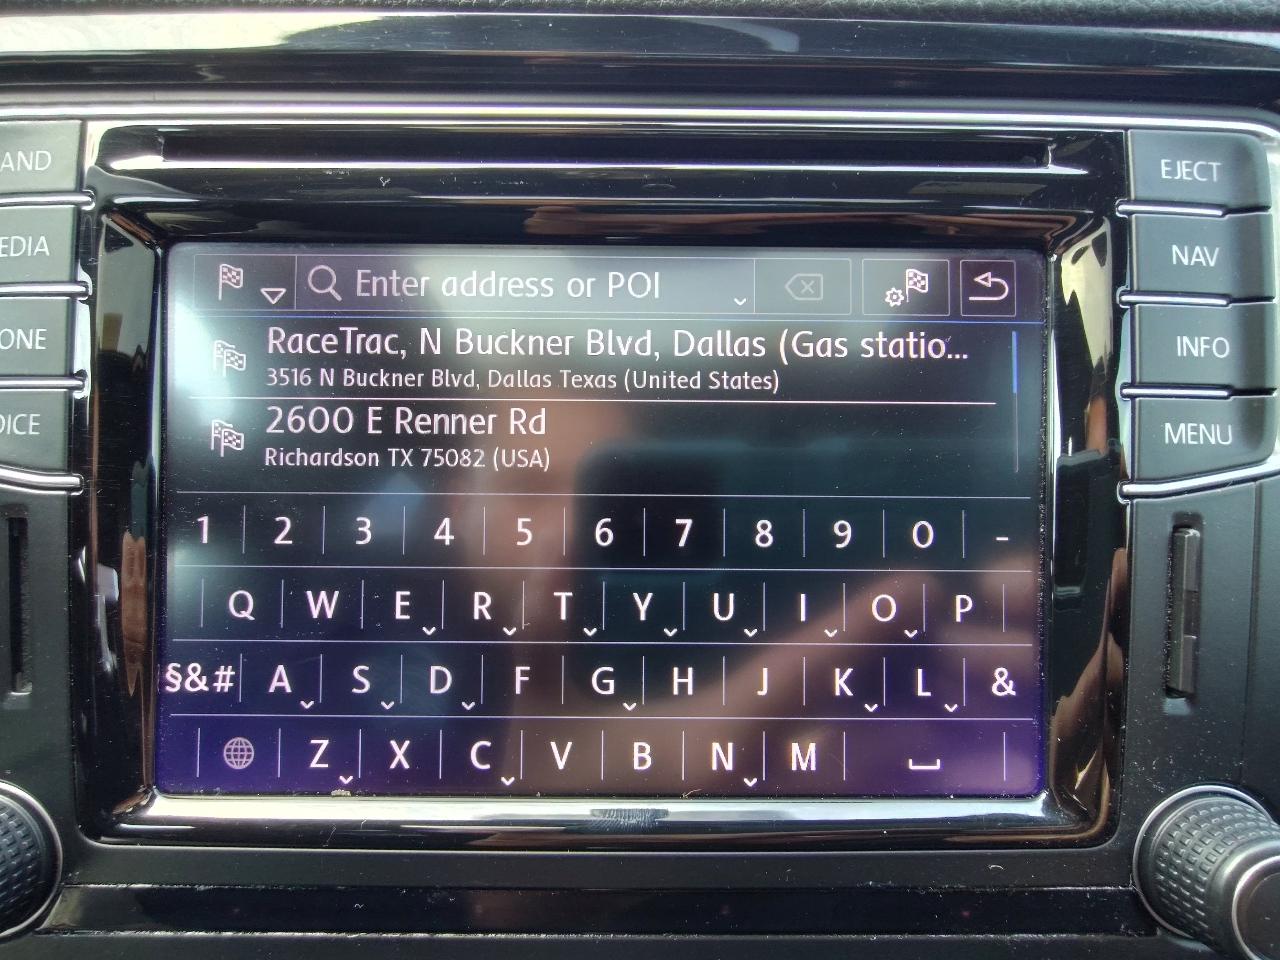 AND
EDIA
ONE
OICE
EJECT
NAV
INFO
MENU
Enter address or POI
RaceTrac, N Buckner Blvd, Dallas (Gas statio...
3516 N Buckner Blvd, Dallas Texas (United States)
2600 E Renner Rd
Richardson TX 75082 (USA)
1 2 3 4 5 6 7 8 9 0 -
Q W E R T Y U I O P
§&# A S D F G H J K L &
Z X C V B N M